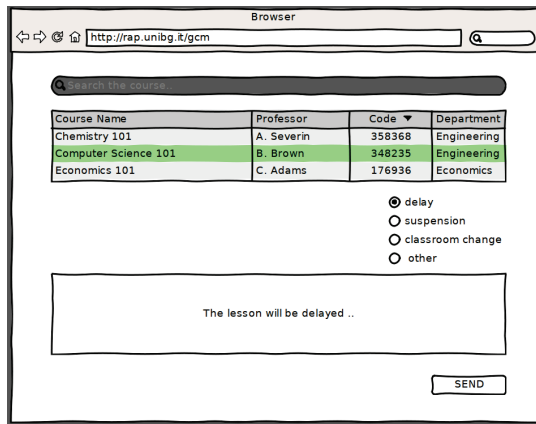 Browser
http://rap.unibg.it/gcm
Search the course..
Course Name Professor Code ▼ Department
Chemistry 101 A. Severin 358368 Engineering
Computer Science 101 B. Brown 348235 Engineering
Economics 101 C. Adams 176936 Economics
delay
suspension
classroom change
other
The lesson will be delayed ..
SEND